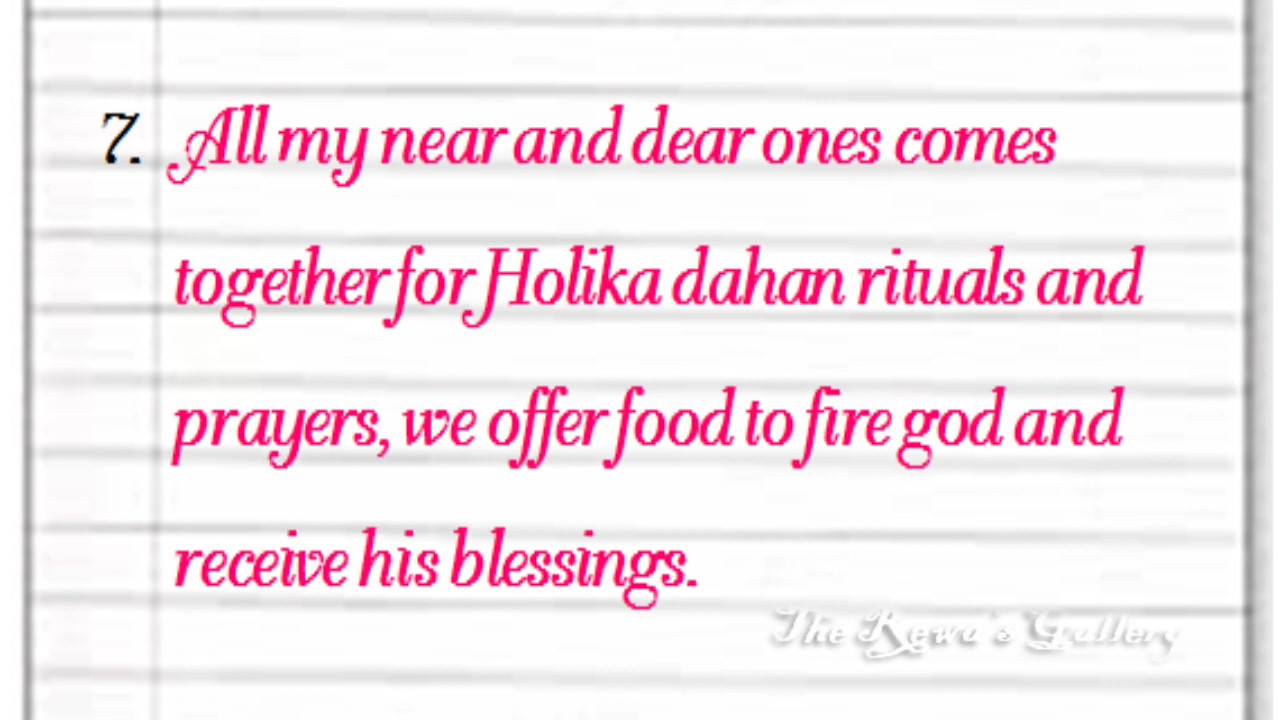 7. All my near and dear ones comes
together for Holika dahan rituals and
prayers, we offer food to fire god and
receive his blessings.
The Rewa's Gallery